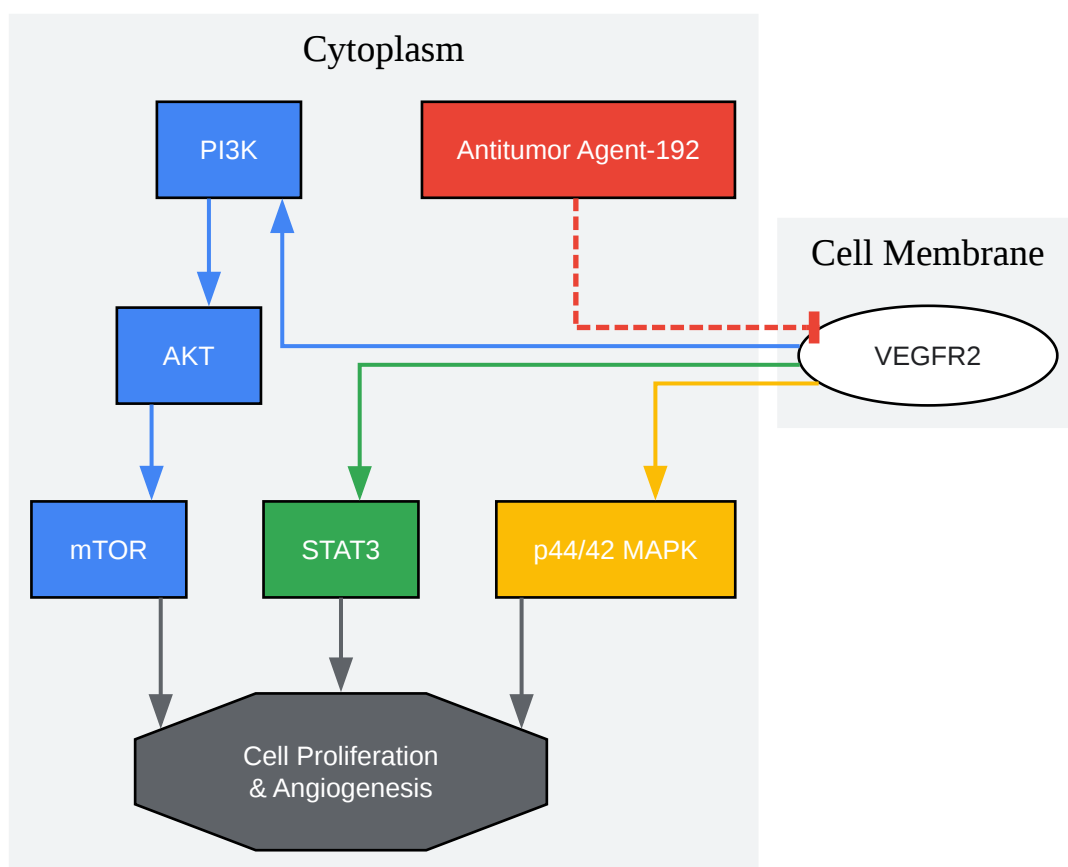 Cytoplasm
PI3K
Antitumor Agent-192
Cell Membrane
AKT
VEGFR2
mTOR
STAT3
p44/42 MAPK
Cell Proliferation
& Angiogenesis